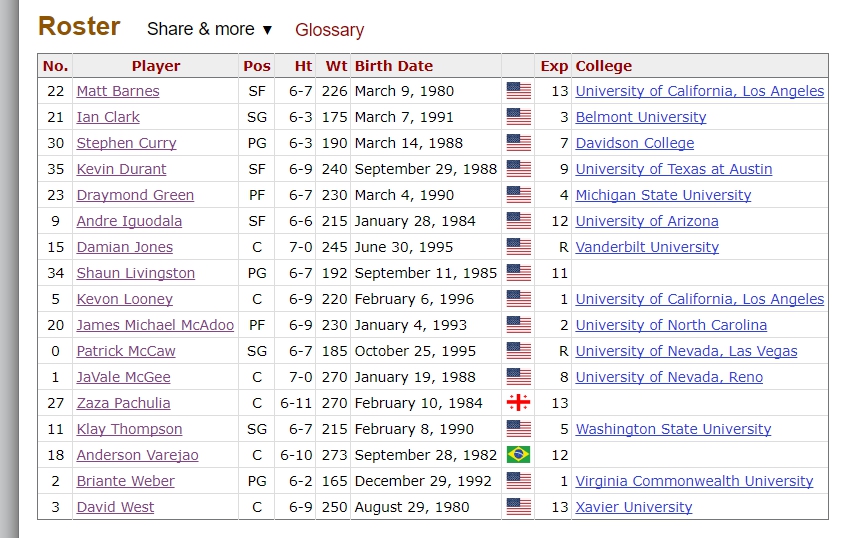 Roster Share & more ▼ Glossary
No. Player Pos Ht Wt Birth Date Exp College
22 Matt Barnes SF 6-7 226 March 9, 1980 13 University of California, Los Angeles
21 Ian Clark SG 6-3 175 March 7, 1991 3 Belmont University
30 Stephen Curry PG 6-3 190 March 14, 1988 7 Davidson College
35 Kevin Durant SF 6-9 240 September 29, 1988 9 University of Texas at Austin
23 Draymond Green PF 6-7 230 March 4, 1990 4 Michigan State University
9 Andre Iguodala SF 6-6 215 January 28, 1984 12 University of Arizona
15 Damian Jones C 7-0 245 June 30, 1995 R Vanderbilt University
34 Shaun Livingston PG 6-7 192 September 11, 1985 11
5 Kevon Looney C 6-9 220 February 6, 1996 1 University of California, Los Angeles
20 James Michael McAdoo PF 6-9 230 January 4, 1993 2 University of North Carolina
0 Patrick McCaw SG 6-7 185 October 25, 1995 R University of Nevada, Las Vegas
1 JaVale McGee C 7-0 270 January 19, 1988 8 University of Nevada, Reno
27 Zaza Pachulia C 6-11 270 February 10, 1984 13
11 Klay Thompson SG 6-7 215 February 8, 1990 5 Washington State University
18 Anderson Varejao C 6-10 273 September 28, 1982 12
2 Briante Weber PG 6-2 165 December 29, 1992 1 Virginia Commonwealth University
3 David West C 6-9 250 August 29, 1980 13 Xavier University